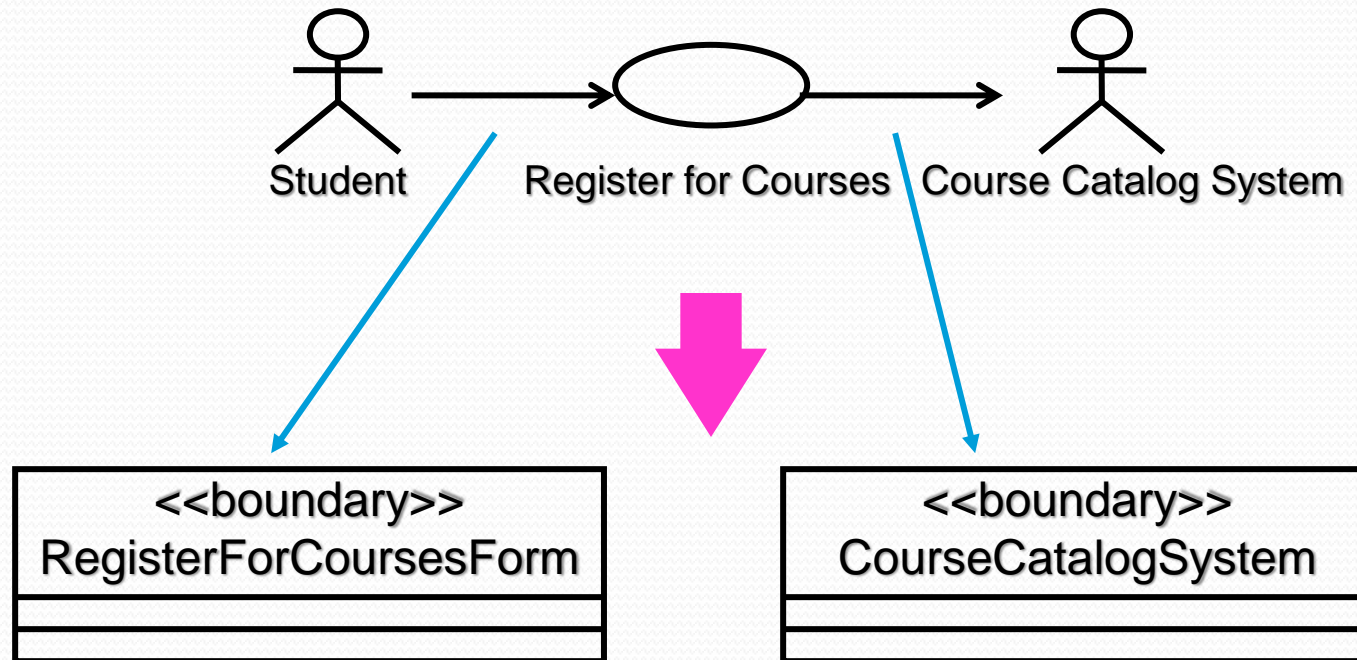 Student
Register for Courses
Course Catalog System
<<boundary>>
RegisterForCoursesForm
<<boundary>>
CourseCatalogSystem